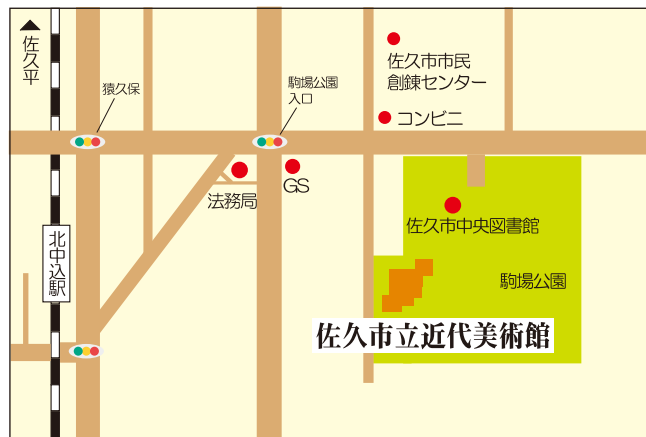 佐久平
猿久保
駒場公園
入口
佐久市市民
創錬センター
コンビニ
法務局
GS
佐久市中央図書館
北中込駅
駒場公園
佐久市立近代美術館